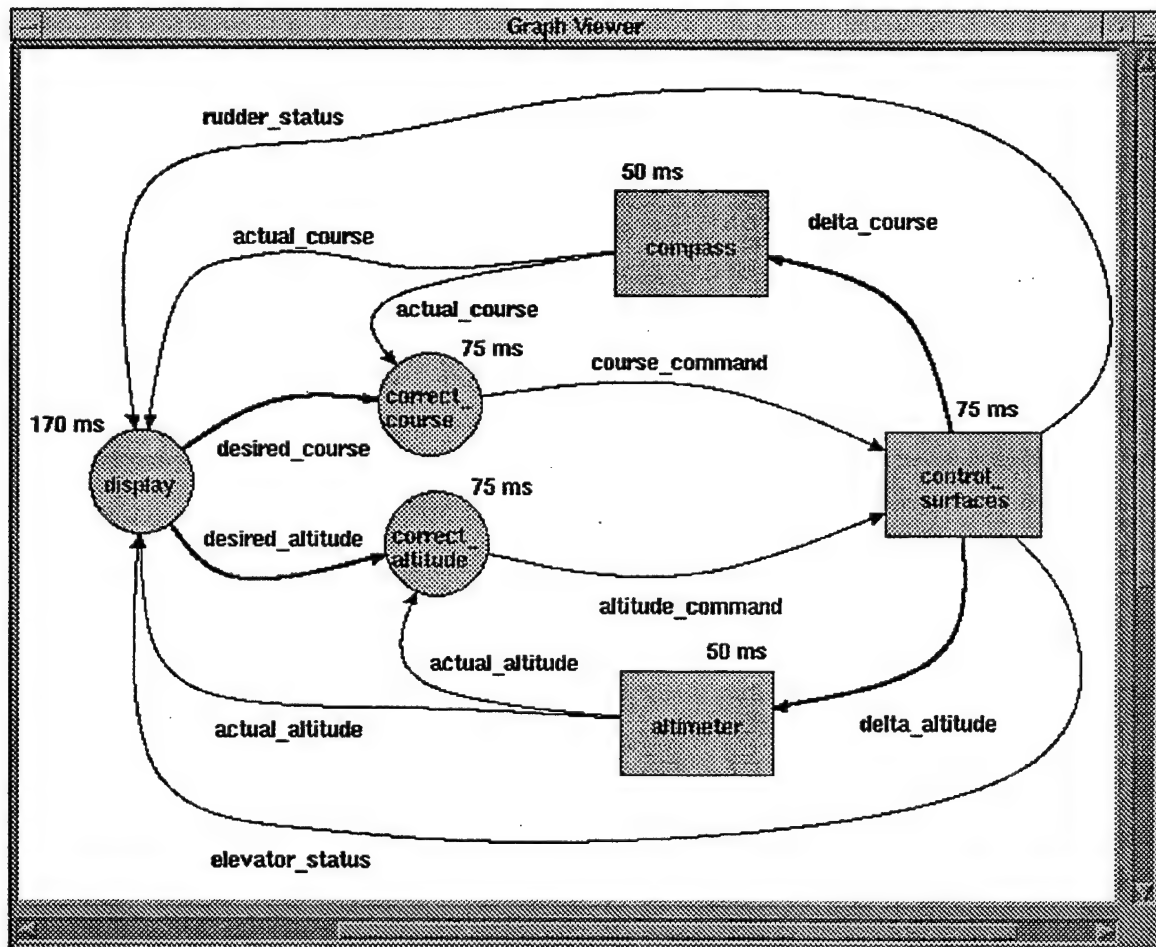 Graph Viewer
rudder_status
50 ms
delta_course
actual_course
compass
actual_course
75 ms
course_command
correct_
course
75 ms
170 ms
desired_course
control_
surfaces
display
75 ms
desired_altitude
correct_
altitude
altitude_command
actual_altitude
50 ms
actual_altitude
altimeter
delta_altitude
elevator_status